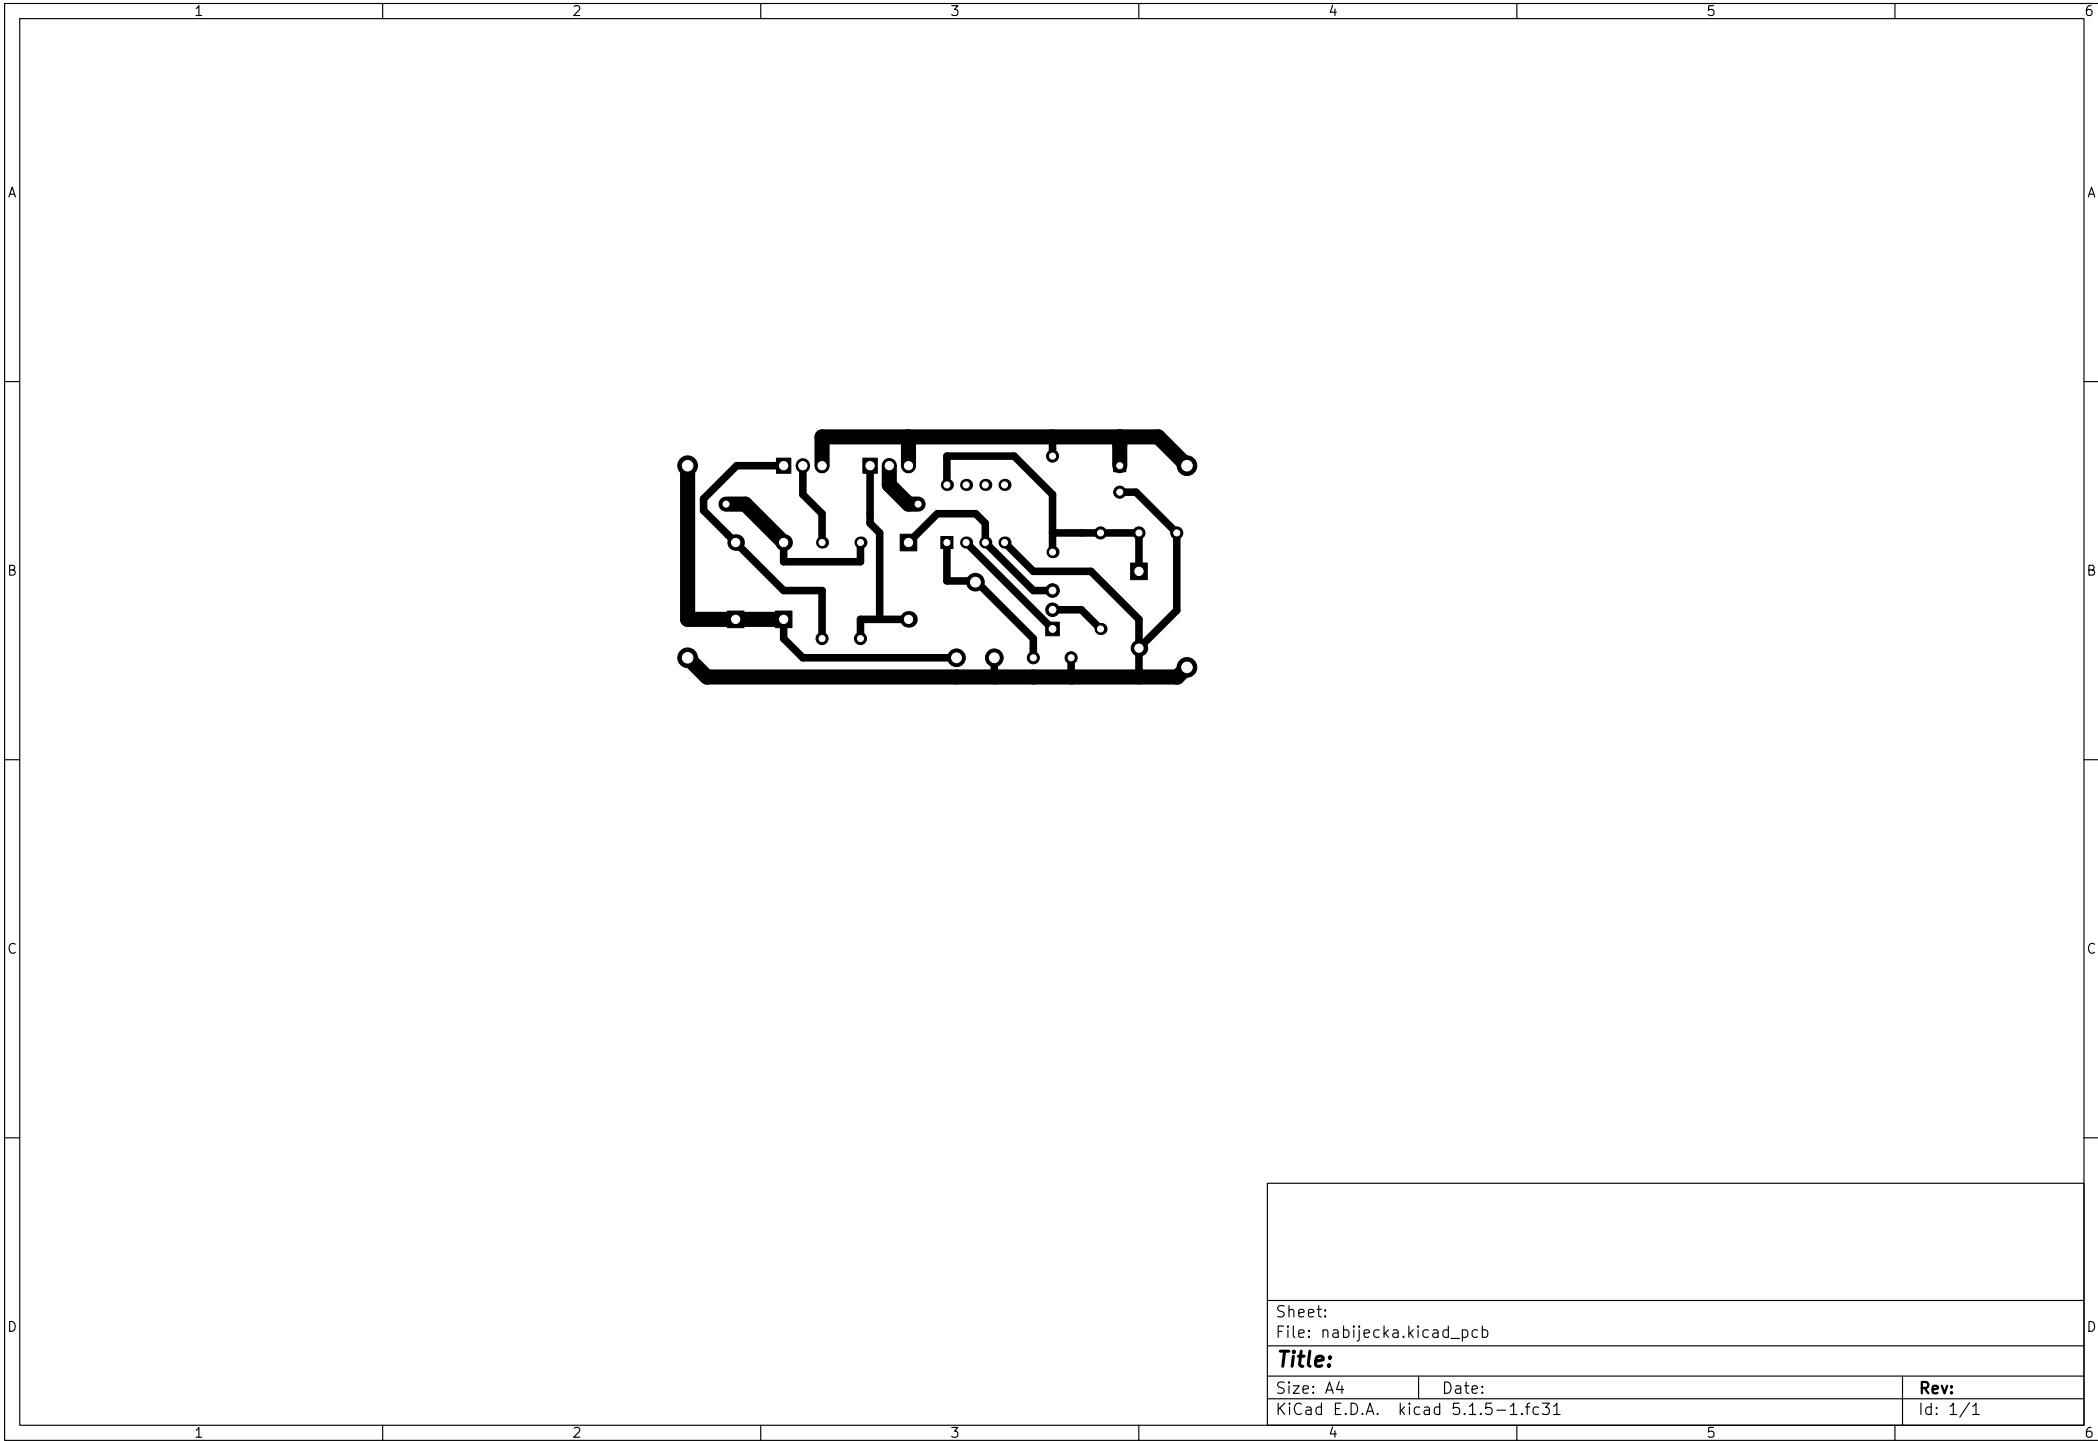 1 2 3 4 5 6
A A
B B
C C
Sheet:
File: nabijecka.kicad_pcb
D D
Title:
Size: A4 Date: Rev:
KiCad E.D.A. kicad 5.1.5-1.fc31 Id: 1/1
1 2 3 4 5 6